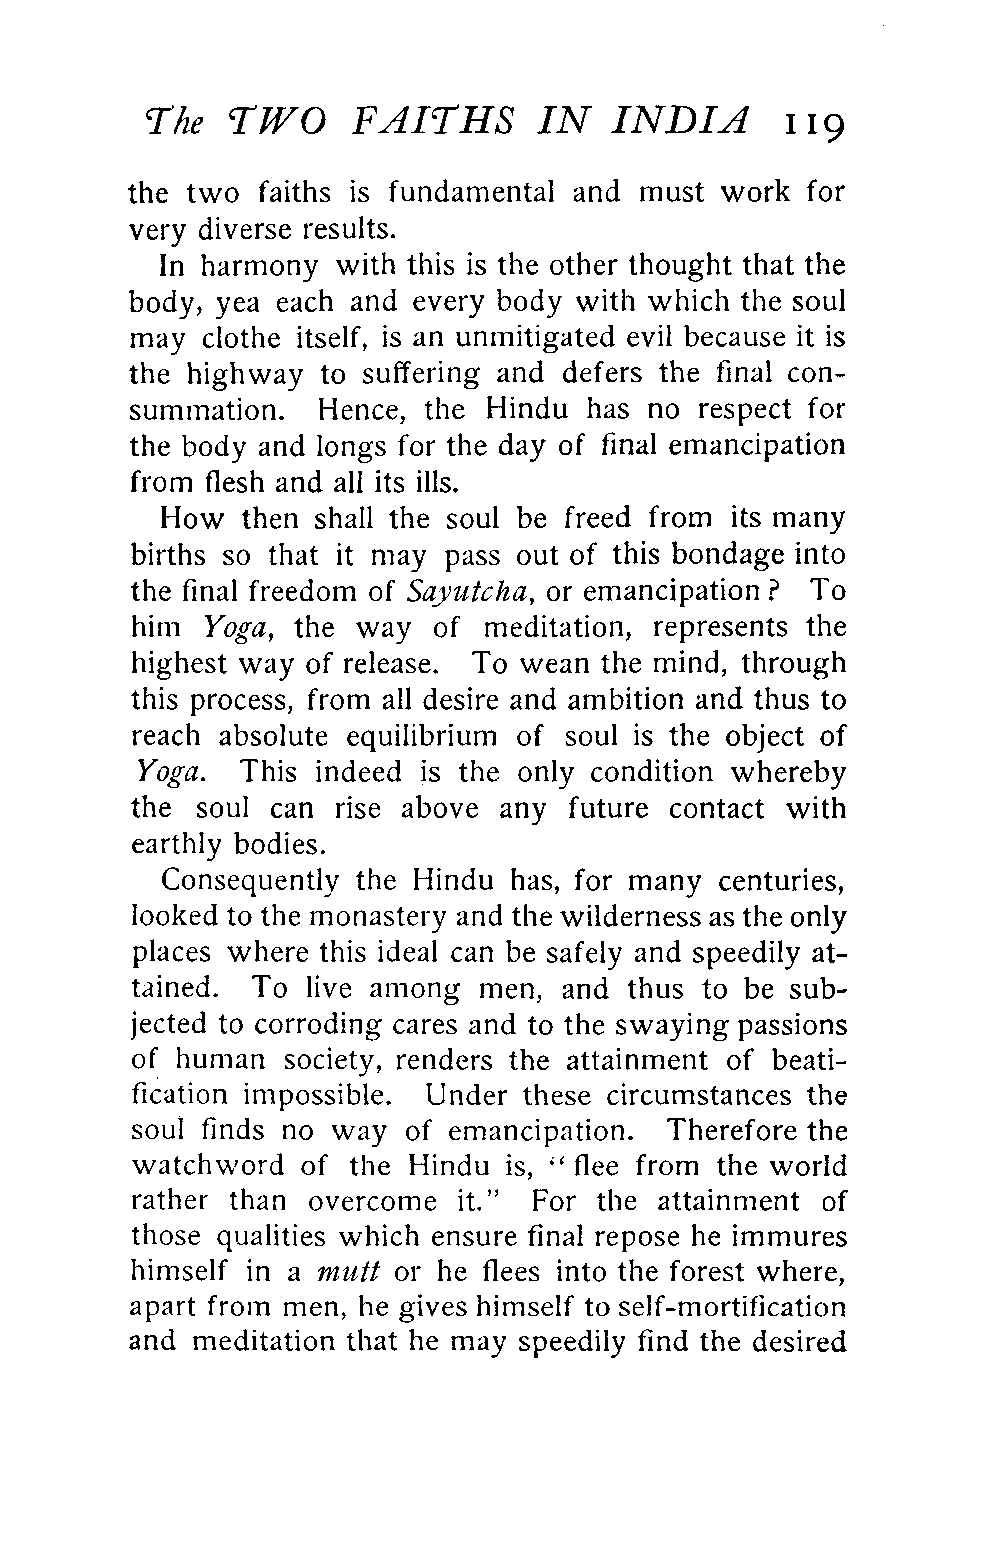 The TWO FAITHS IN INDIA 119
the two faiths is fundamental and must work for
very diverse results.
In harmony with this is the other thought that the
body, yea each and every body with which the soul
may clothe itself, is an unmitigated evil because it is
the highway to suffering and defers the final con-
summation. Hence, the Hindu has no respect for
the body and longs for the day of final emancipation
from flesh and all its ills.
How then shall the soul be freed from its many
births so that it may pass out of this bondage into
the final freedom of Sayutcha, or emancipation ? To
him Yoga, the way of meditation, represents the
highest way of release. To wean the mind, through
this process, from all desire and ambition and thus to
reach absolute equilibrium of soul is the object of
Yoga. This indeed is the only condition whereby
the soul can rise above any future contact with
earthly bodies.
Consequently the Hindu has, for many centuries,
looked to the monastery and the wilderness as the only
places where this ideal can be safely and speedily at-
tained. To live among men, and thus to be sub-
jected to corroding cares and to the swaying passions
of human society, renders the attainment of beati-
fication impossible. Under these circumstances the
soul finds no way of emancipation. Therefore the
watchword of the Hindu is, “ flee from the world
rather than overcome it.” For the attainment of
those qualities which ensure final repose he immures
himself in a mutt or he flees into the forest where,
apart from men, he gives himself to self-mortification
and meditation that he may speedily find the desired